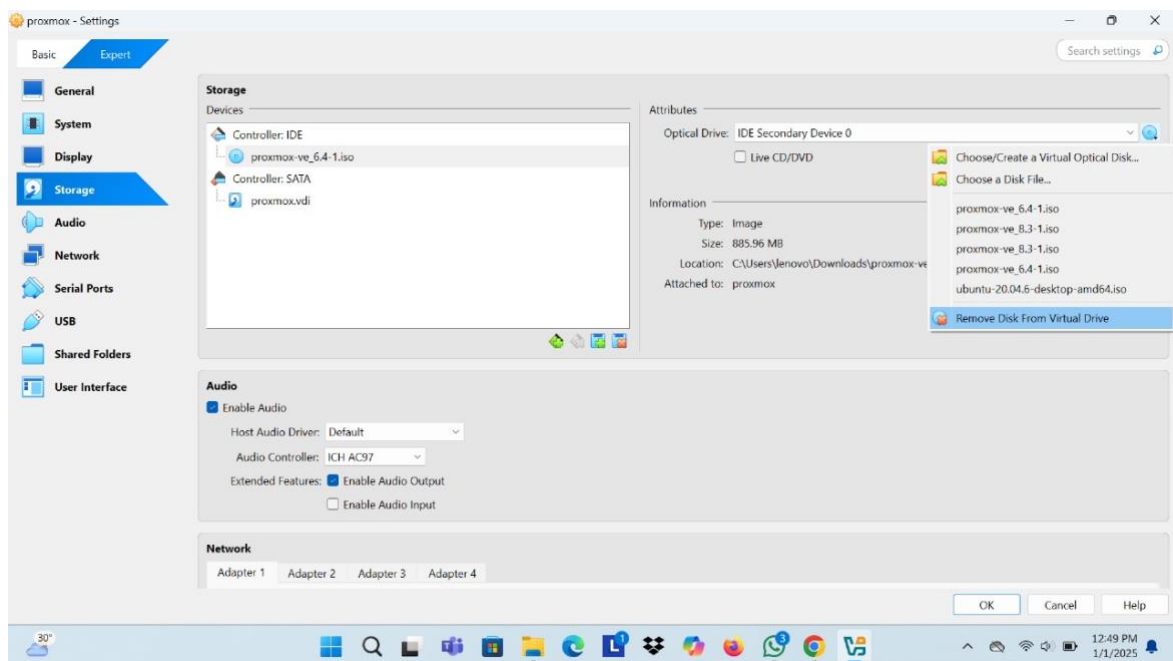 proxmox - Settings
Basic
Expert
Search settings
General
System
Display
Storage
Audio
Network
Serial Ports
USB
Shared Folders
User Interface
Storage
Devices
Controller: IDE
proxmox-ve_6.4-1.iso
Controller: SATA
proxmox.vdi
Attributes
Optical Drive: IDE Secondary Device 0
Live CD/DVD
Information
Type: Image
Size: 885.96 MB
Location: C:\Users\lenovo\Downloads\proxmox-ve
Attached to: proxmox
Choose/Create a Virtual Optical Disk...
Choose a Disk File...
proxmox-ve_6.4-1.iso
proxmox-ve_8.3-1.iso
proxmox-ve_8.3-1.iso
proxmox-ve_6.4-1.iso
ubuntu-20.04.6-desktop-amd64.iso
Remove Disk From Virtual Drive
Audio
Enable Audio
Host Audio Driver: Default
Audio Controller: ICH AC97
Extended Features: Enable Audio Output
Enable Audio Input
Network
Adapter 1 Adapter 2 Adapter 3 Adapter 4
OK Cancel Help
30°
12:49 PM
1/1/2025